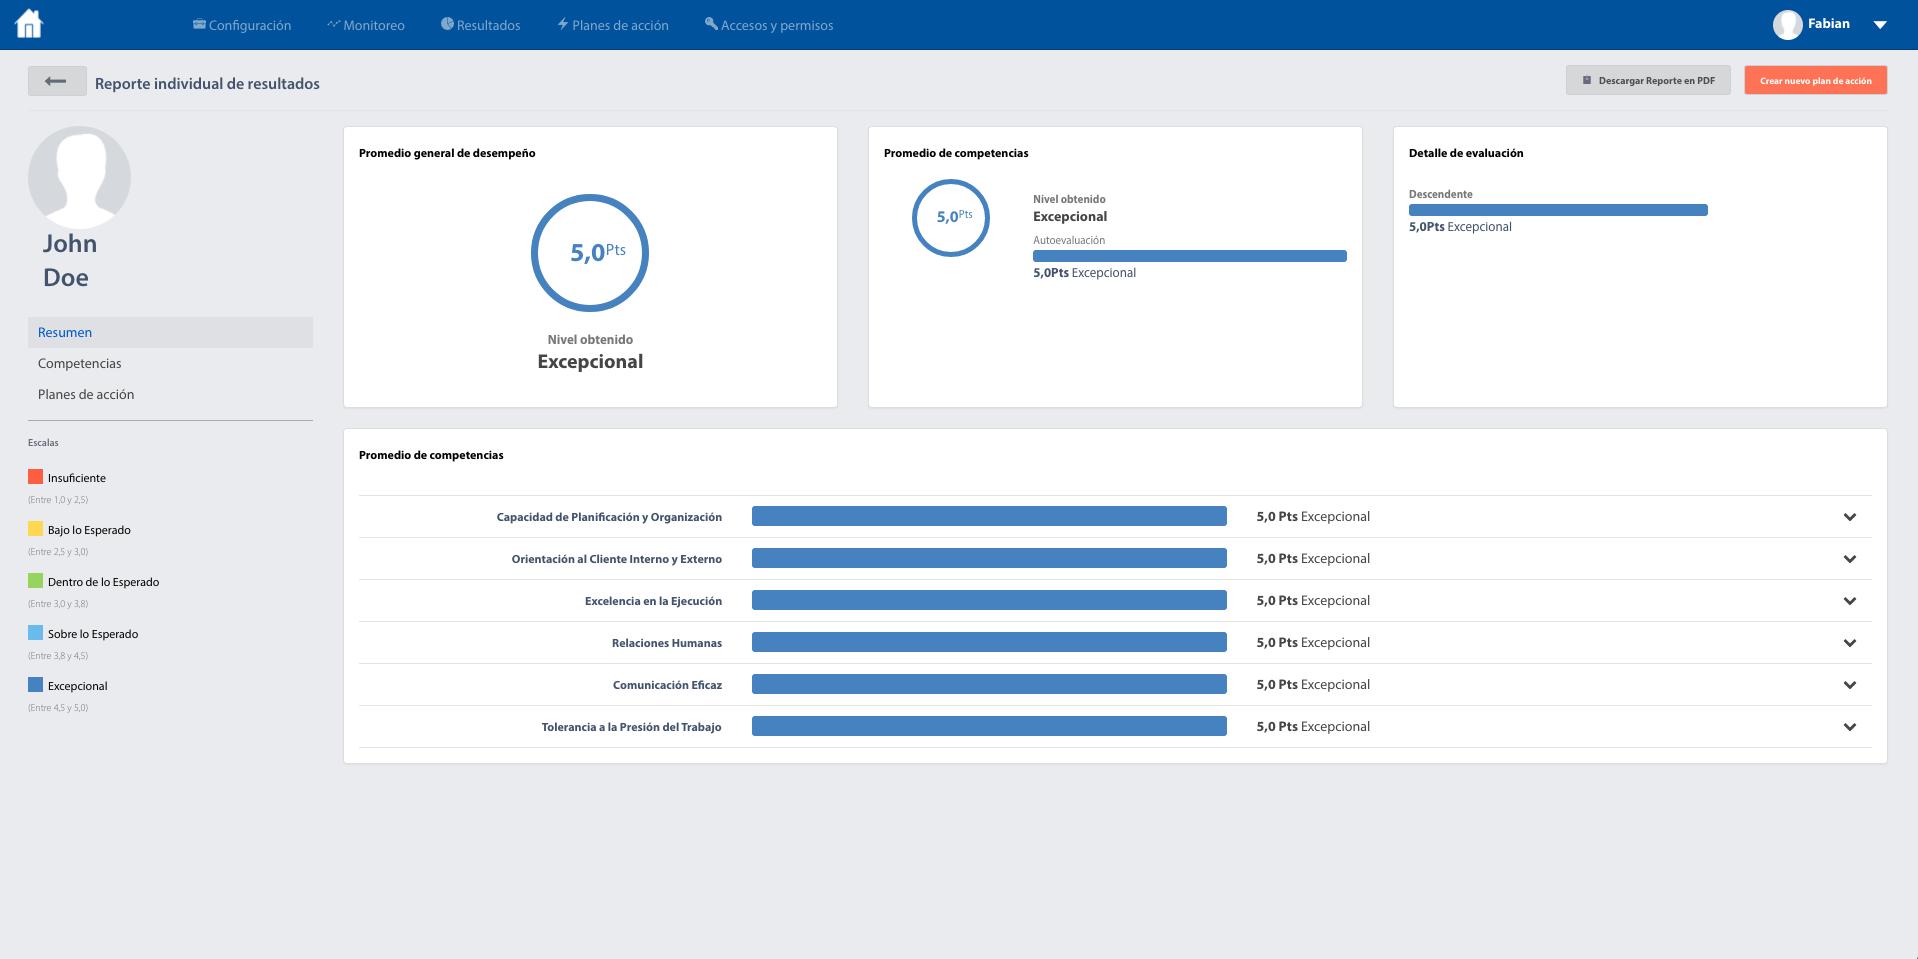 Configuración
Monitoreo
Resultados
Planes de acción
Accesos y permisos
Fabian
Reporte individual de resultados
Descargar Reporte en PDF
Crear nuevo plan de acción
John
Doe
Resumen
Competencias
Planes de acción
Escalas
Insuficiente
(Entre 1,0 y 2,5)
Bajo lo Esperado
(Entre 2,5 y 3,0)
Dentro de lo Esperado
(Entre 3,0 y 3,8)
Sobre lo Esperado
(Entre 3,8 y 4,5)
Excepcional
(Entre 4,5 y 5,0)
Promedio general de desempeño
5,0Pts
Nivel obtenido
Excepcional
Promedio de competencias
5,0Pts
Nivel obtenido
Excepcional
Autoevaluación
5,0Pts Excepcional
Detalle de evaluación
Descendente
5,0Pts Excepcional
Promedio de competencias
Capacidad de Planificación y Organización 5,0 Pts Excepcional
Orientación al Cliente Interno y Externo 5,0 Pts Excepcional
Excelencia en la Ejecución 5,0 Pts Excepcional
Relaciones Humanas 5,0 Pts Excepcional
Comunicación Eficaz 5,0 Pts Excepcional
Tolerancia a la Presión del Trabajo 5,0 Pts Excepcional